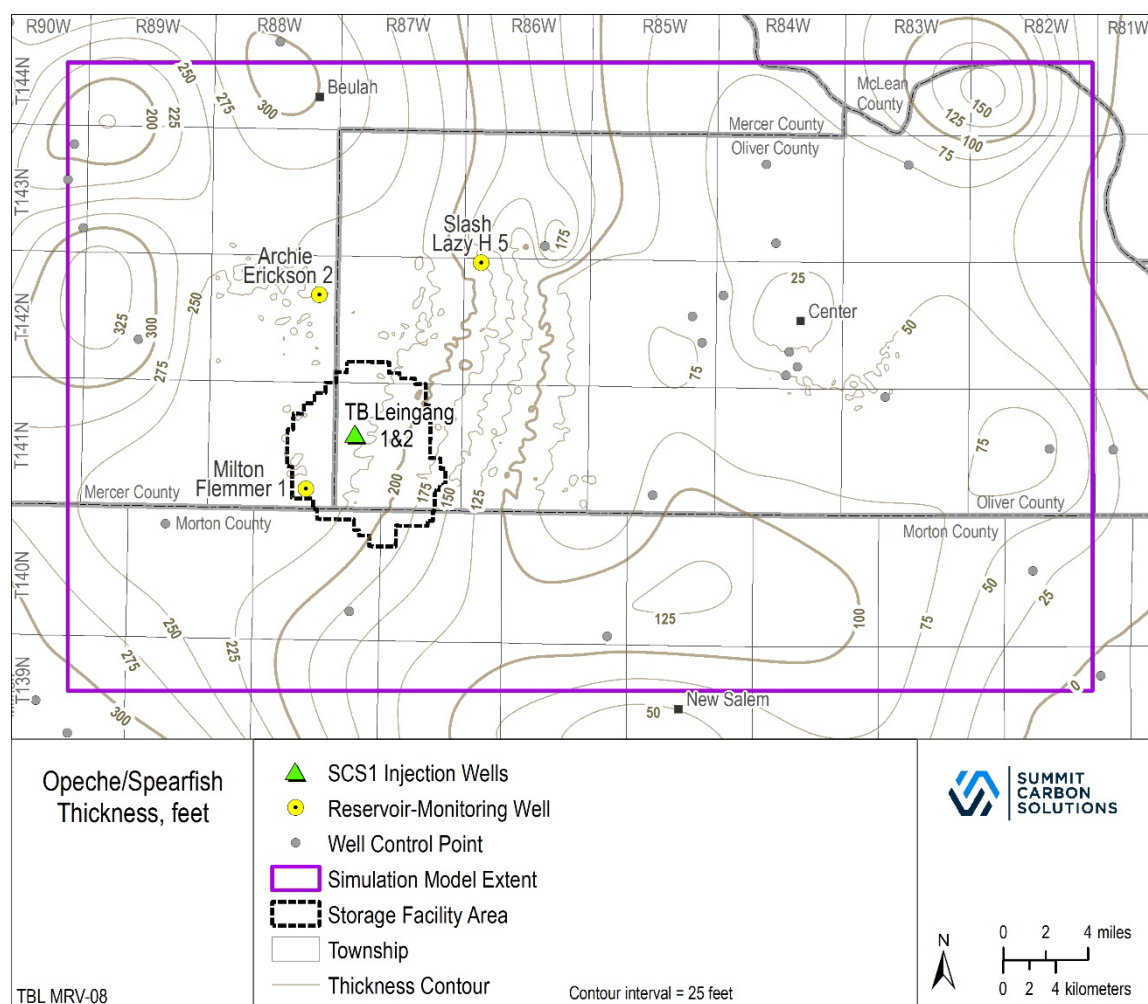 R90W R89W R88W R87W R86W R85W R84W R83W R82W R81W
T144N
T143N
T142N
T141N
T140N
T139N
250
275
200
225
300
Beulah
McLean
County
150
125
100
75
Mercer County
Oliver County
Slash
Lazy H 5
175
Archie
Erickson 2
250
325
300
275
25
Center
50
75
TB Leingang
1&2
Milton
Flemmer 1
200
175
150
125
75
Mercer County
Morton County
Oliver County
Morton County
250
275
225
300
125
100
75
50
25
0
New Salem
50
Opeche/Spearfish
Thickness, feet
SCS1 Injection Wells
Reservoir-Monitoring Well
Well Control Point
Simulation Model Extent
Storage Facility Area
Township
Thickness Contour
Contour interval = 25 feet
SUMMIT
CARBON
SOLUTIONS
N
0 2 4 miles
0 2 4 kilometers
TBL MRV-08